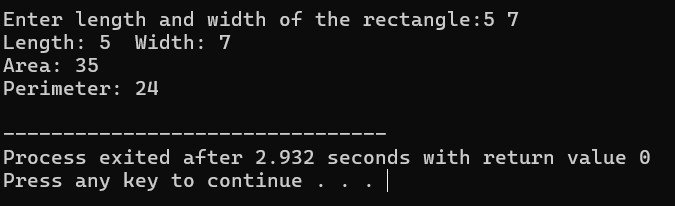 Enter length and width of the rectangle:5 7
Length: 5  Width: 7
Area: 35
Perimeter: 24
--------------------------------
Process exited after 2.932 seconds with return value 0
Press any key to continue . . .